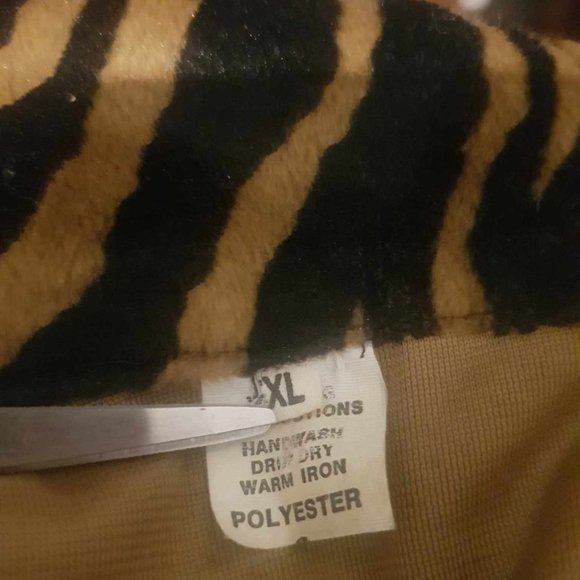 XL
HANDWASH
DRIP DRY
WARM IRON
POLYESTER